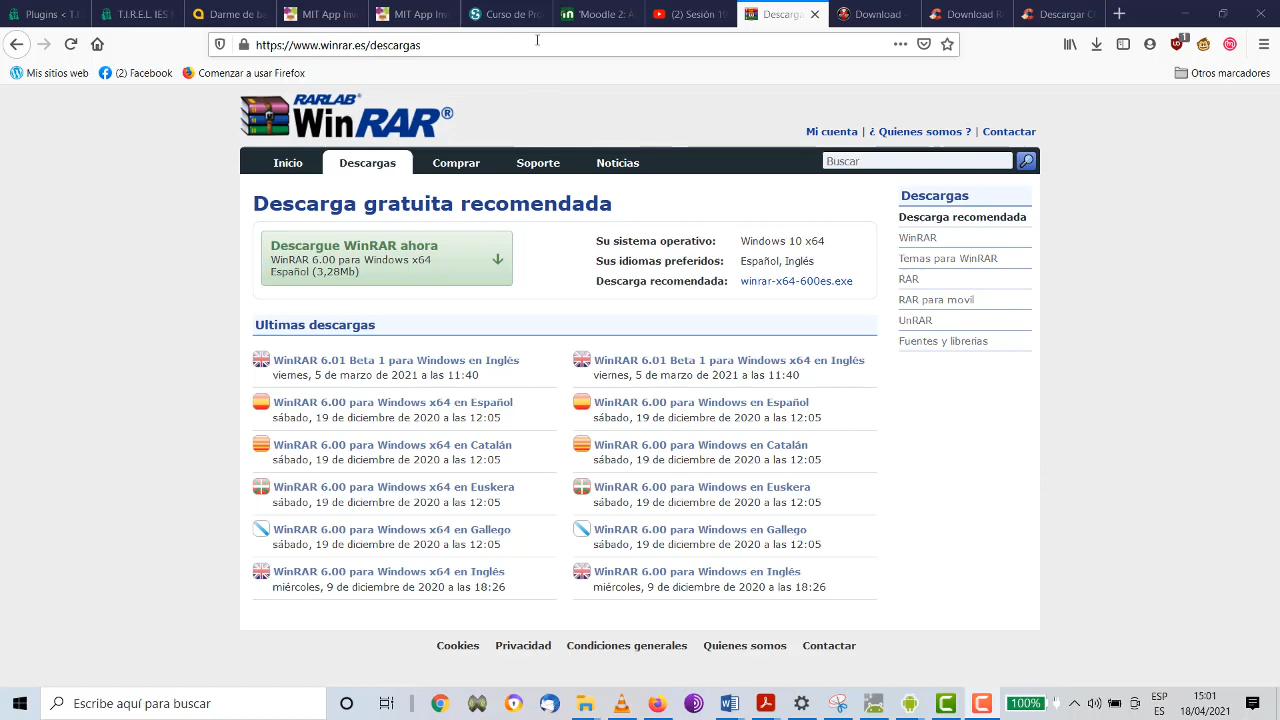 Plugins < T.I
T.I.R.E.L IEST
Danza de bas
MIT App Inv
MIT App Inve
Curso de Pro
'Moodle 2: A
(2) Sesión 19
Descarg
Download –
Download RA
Descargar CC
https://www.winrar.es/descargas
1
Mis sitios web
(2) Facebook
Comenzar a usar Firefox
Otros marcadores
RARLAB®
WinRAR®
Mi cuenta | ¿ Quienes somos ? | Contactar
Inicio
Descargas
Comprar
Soporte
Noticias
Buscar
Descarga gratuita recomendada
Descargue WinRAR ahora
WinRAR 6.00 para Windows x64
Español (3,28Mb)
Su sistema operativo: Windows 10 x64
Sus idiomas preferidos: Español, Inglés
Descarga recomendada: winrar-x64-600es.exe
Descargas
Descarga recomendada
WinRAR
Temas para WinRAR
RAR
RAR para movil
UnRAR
Fuentes y librerias
Ultimas descargas
WinRAR 6.01 Beta 1 para Windows en Inglés
viernes, 5 de marzo de 2021 a las 11:40
WinRAR 6.01 Beta 1 para Windows x64 en Inglés
viernes, 5 de marzo de 2021 a las 11:40
WinRAR 6.00 para Windows x64 en Español
sábado, 19 de diciembre de 2020 a las 12:05
WinRAR 6.00 para Windows en Español
sábado, 19 de diciembre de 2020 a las 12:05
WinRAR 6.00 para Windows x64 en Catalán
sábado, 19 de diciembre de 2020 a las 12:05
WinRAR 6.00 para Windows en Catalán
sábado, 19 de diciembre de 2020 a las 12:05
WinRAR 6.00 para Windows x64 en Euskera
sábado, 19 de diciembre de 2020 a las 12:05
WinRAR 6.00 para Windows en Euskera
sábado, 19 de diciembre de 2020 a las 12:05
WinRAR 6.00 para Windows x64 en Gallego
sábado, 19 de diciembre de 2020 a las 12:05
WinRAR 6.00 para Windows en Gallego
sábado, 19 de diciembre de 2020 a las 12:05
WinRAR 6.00 para Windows x64 en Inglés
miércoles, 9 de diciembre de 2020 a las 18:26
WinRAR 6.00 para Windows en Inglés
miércoles, 9 de diciembre de 2020 a las 18:26
Cookies
Privacidad
Condiciones generales
Quienes somos
Contactar
Escribe aquí para buscar
100%
ESP
ES
15:01
18/04/2021